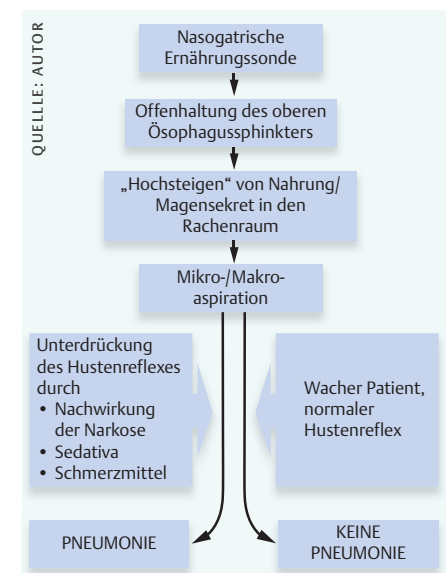 QUELLLE: AUTOR
Nasogatrische
Ernährungssonde
Offenhaltung des oberen
Ösophagussphinkters
„Hochsteigen“ von Nahrung/
Magensekret in den
Rachenraum
Mikro-/Makro-
aspiration
Unterdrückung
des Hustenreflexes
durch
• Nachwirkung
der Narkose
• Sedativa
• Schmerzmittel
Wacher Patient,
normaler
Hustenreflex
PNEUMONIE
KEINE
PNEUMONIE